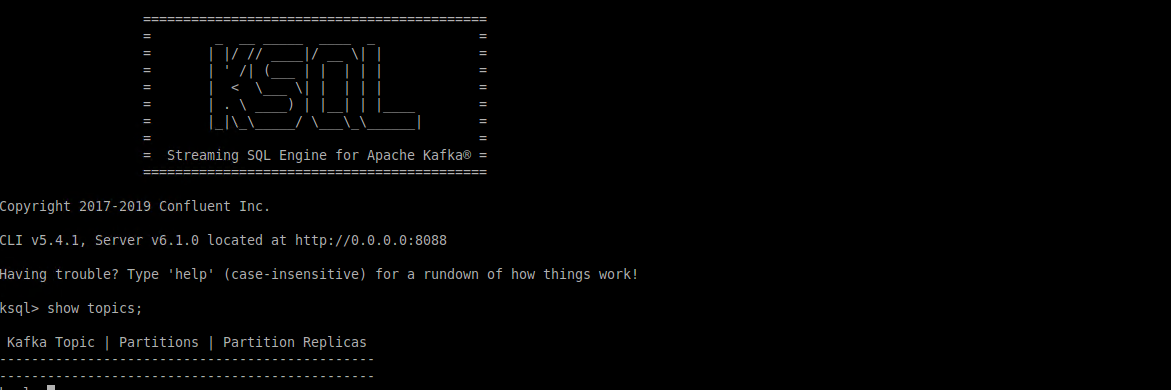 ===========================================
=        _  __ _____  ____  _             =
=       | |/ // ____|/ __ \| |            =
=       | ' /| (___ | |  | | |            =
=       |  <  \___ \| |  | | |            =
=       | . \ ____) | |__| | |____        =
=       |_|\_\_____/ \___\_\______|       =
=                                         =
=  Streaming SQL Engine for Apache Kafka® =
===========================================
Copyright 2017-2019 Confluent Inc.
CLI v5.4.1, Server v6.1.0 located at http://0.0.0.0:8088
Having trouble? Type 'help' (case-insensitive) for a rundown of how things work!
ksql> show topics;
Kafka Topic | Partitions | Partition Replicas
-----------------------------------------------
-----------------------------------------------